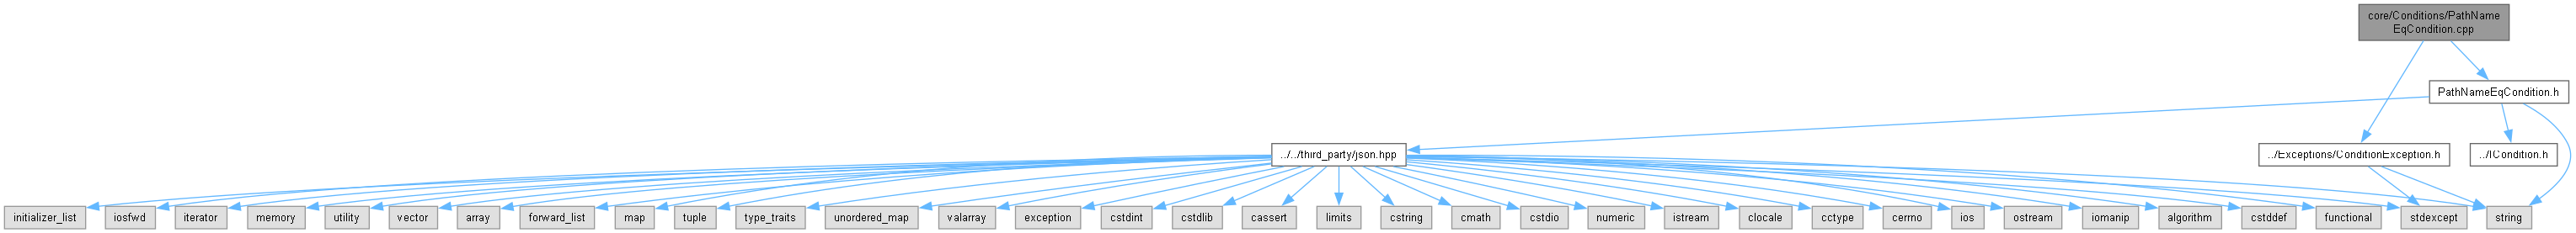 core/Conditions/PathName
EqCondition.cpp
PathNameEqCondition.h
../../third_party/json.hpp
../Exceptions/ConditionException.h
../ICondition.h
initializer_list
iosfwd
iterator
memory
utility
vector
array
forward_list
map
tuple
type_traits
unordered_map
valarray
exception
cstdint
cstdlib
cassert
limits
cstring
cmath
cstdio
numeric
istream
clocale
cctype
cerrno
ios
ostream
iomanip
algorithm
cstddef
functional
stdexcept
string